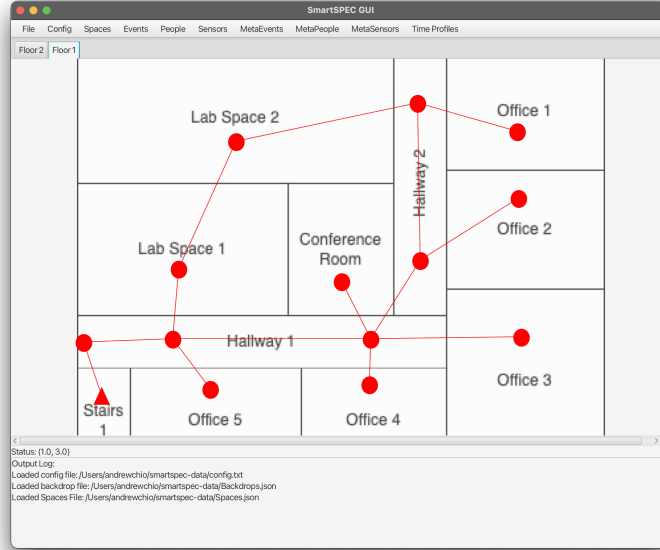 SmartSPEC GUI
File Config Spaces Events People Sensors MetaEvents MetaPeople MetaSensors Time Profiles
Floor 2 Floor 1
Lab Space 2
Office 1
Hallway 2
Office 2
Lab Space 1
Conference
Room
Hallway 1
Office 3
Stairs
1
Office 5
Office 4
Status: (1.0, 3.0)
Output Log:
Loaded config file: /Users/andrewchio/smartspec-data/config.txt
Loaded backdrop file: /Users/andrewchio/smartspec-data/Backdrops.json
Loaded Spaces File: /Users/andrewchio/smartspec-data/Spaces.json